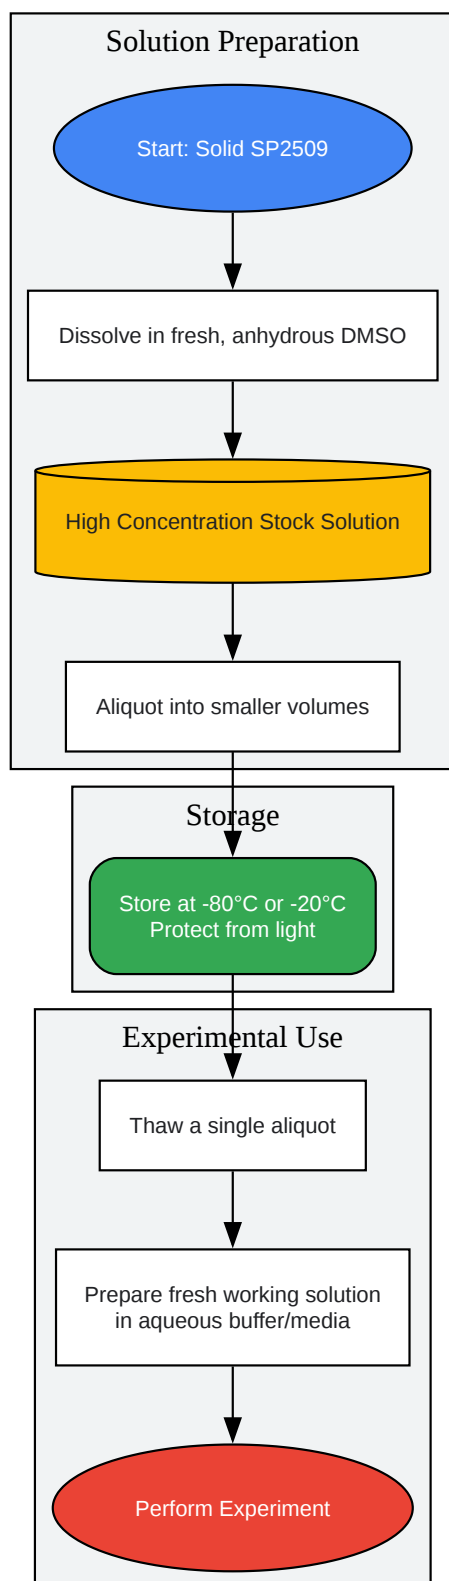 Solution Preparation
Start: Solid SP2509
Dissolve in fresh, anhydrous DMSO
High Concentration Stock Solution
Aliquot into smaller volumes
Storage
Store at -80°C or -20°C
Protect from light
Experimental Use
Thaw a single aliquot
Prepare fresh working solution
in aqueous buffer/media
Perform Experiment